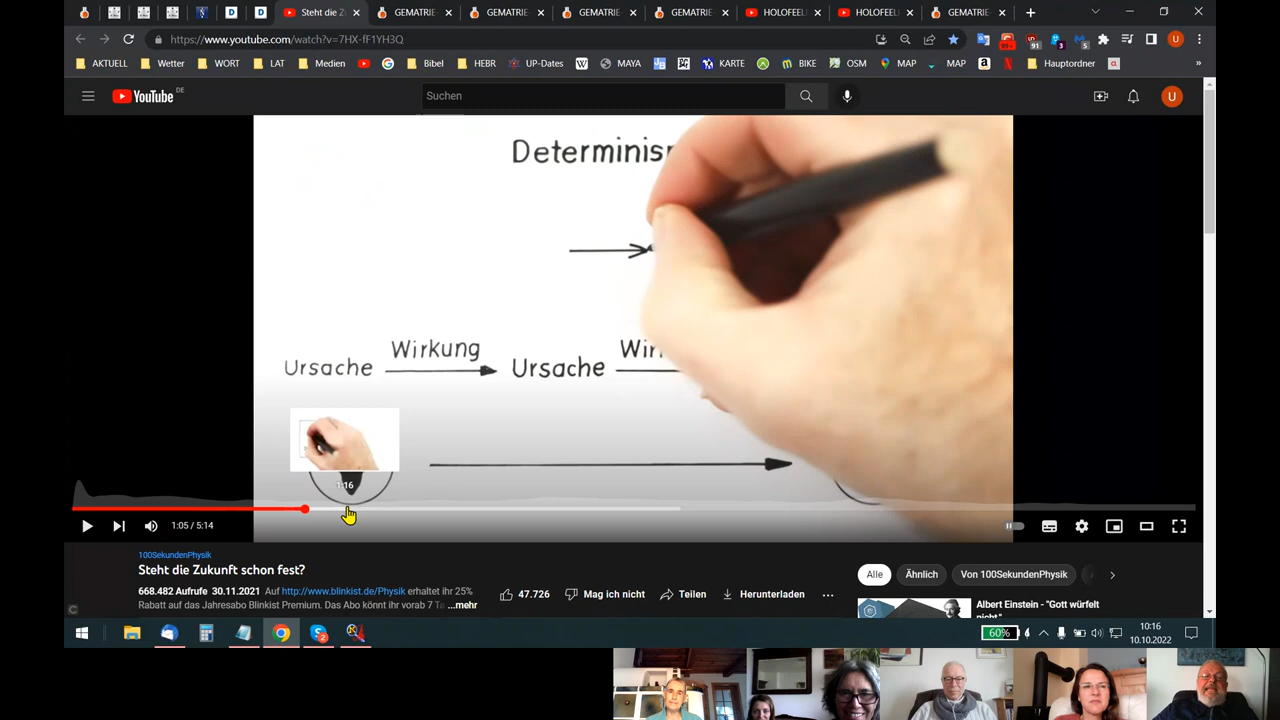 Steht die Z
GEMATRIE-
GEMATRIE-
GEMATRIE-
GEMATRIE-
HOLOFEELI
HOLOFEELI
GEMATRIE-
https://www.youtube.com/watch?v=7HX-fF1YH3Q
U
AKTUELL
Wetter
WORT
LAT
Medien
Bibel
HEBR
UP-Dates
MAYA
KARTE
BIKE
OSM
MAP
MAP
Hauptordner
YouTube DE
Suchen
U
Determinis
Ursache
Wirkung
Ursache
1:16
1:05 / 5:14
100SekundenPhysik
Steht die Zukunft schon fest?
668.482 Aufrufe 30.11.2021 Auf http://www.blinkist.de/Physik erhaltet ihr 25%
Rabatt auf das Jahresabo Blinkist Premium. Das Abo könnt ihr vorab 7 Ta ...mehr
47.726
Mag ich nicht
Teilen
Herunterladen
Alle
Ähnlich
Von 100SekundenPhysik
Albert Einstein - "Gott würfelt
nicht"
60%
10:16
10.10.2022